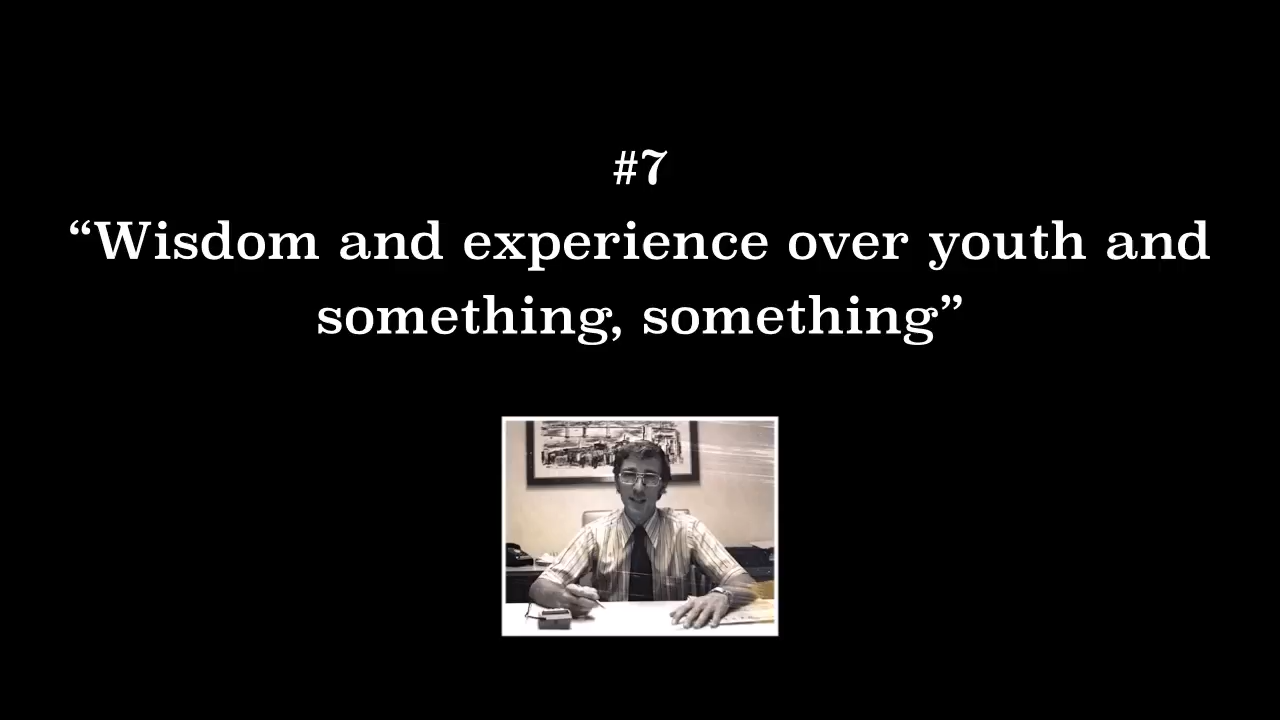 #7
“Wisdom and experience over youth and
something, something”